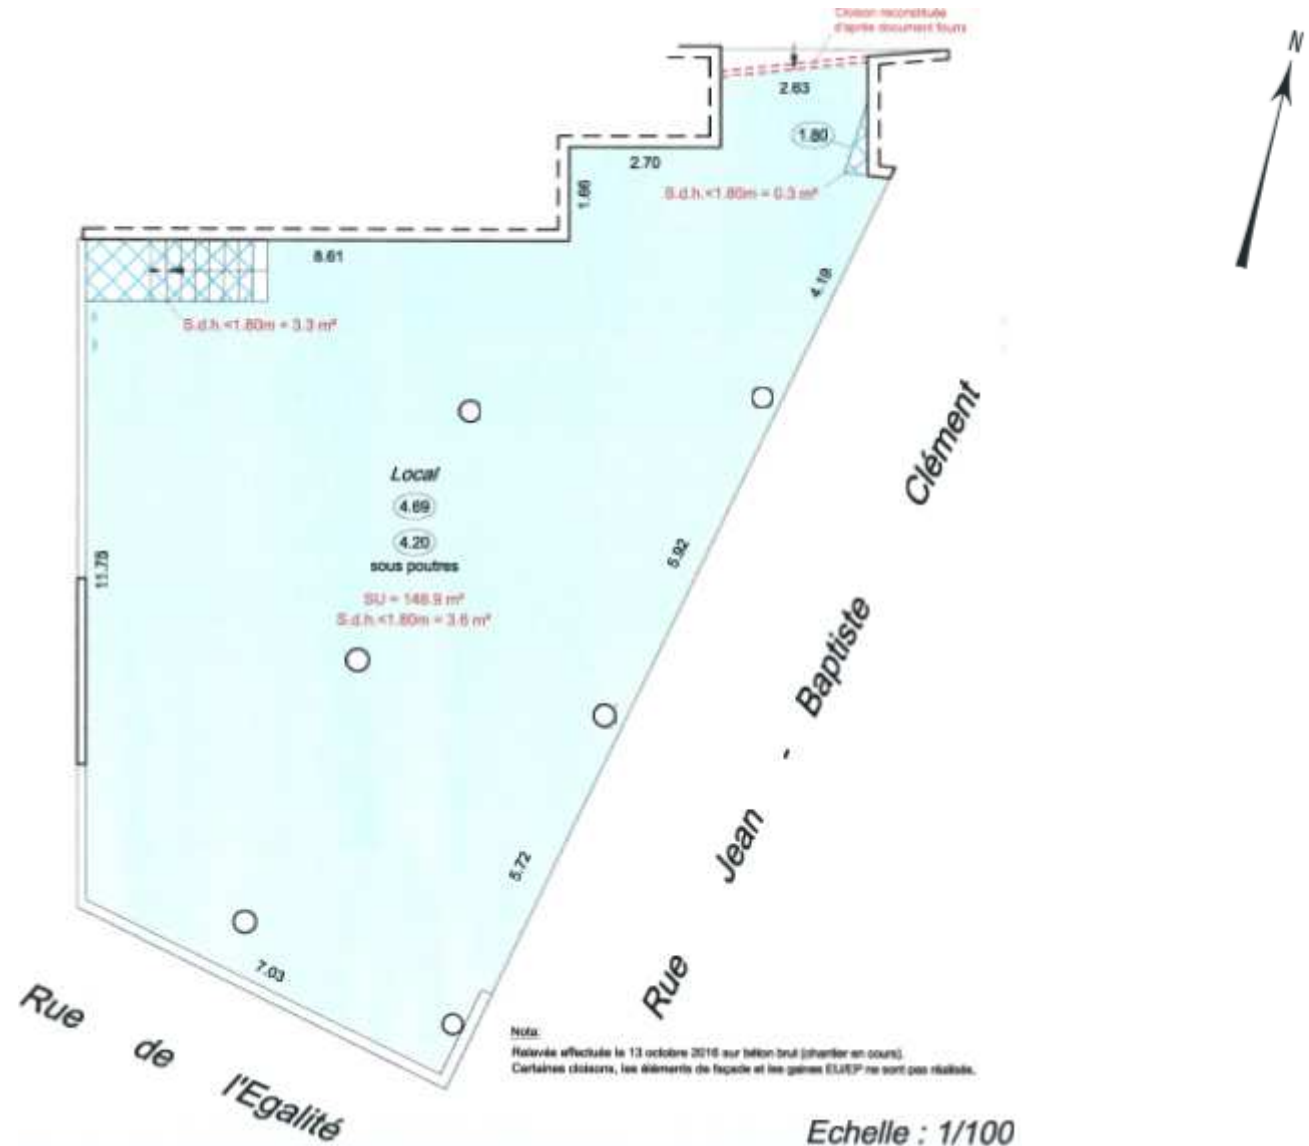 Cloison reconstituée
d'après document fourni
N
2.63
1.80
2.70
1.66
S.d.h.<1.80m = 0.3 m²
8.61
4.19
S.d.h.<1.80m = 3.3 m²
Local
4.69
4.20
sous poutres
SU = 148.9 m²
S.d.h.<1.80m = 3.6 m²
11.75
5.92
5.72
7.03
Rue Jean - Baptiste Clément
Rue de l'Egalité
Nota:
Relevés effectués le 13 octobre 2016 sur béton brut (chantier en cours).
Certaines cloisons, les éléments de façade et les gaines EU/EP ne sont pas réalisés.
Echelle : 1/100